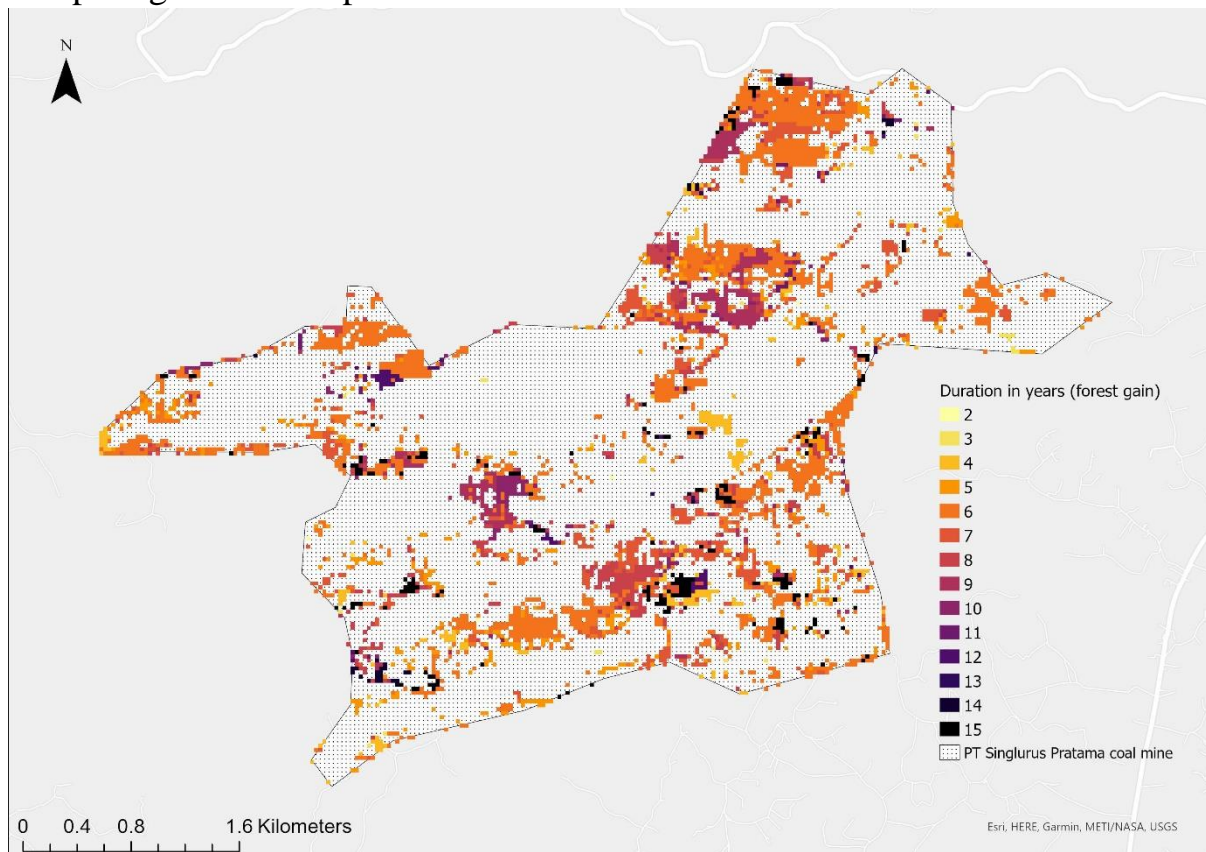 N
Duration in years (forest gain)
2
3
4
5
6
7
8
9
10
11
12
13
14
15
PT Singlurus Pratama coal mine
0 0.4 0.8 1.6 Kilometers
Esri, HERE, Garmin, METI/NASA, USGS